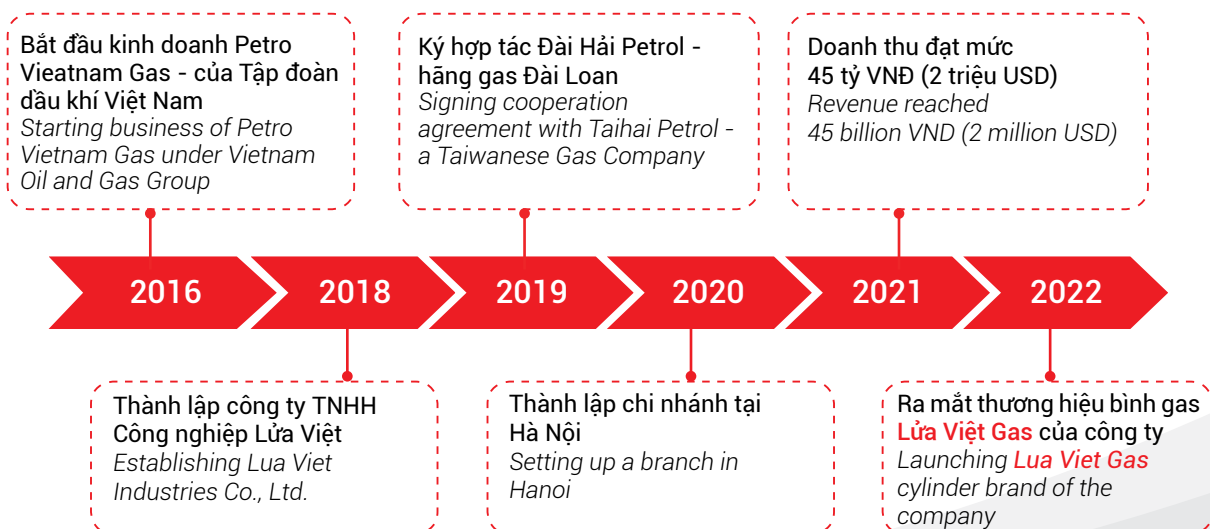 Bắt đầu kinh doanh Petro
Vieatnam Gas - của Tập đoàn
dầu khí Việt Nam
Starting business of Petro
Vietnam Gas under Vietnam
Oil and Gas Group
Ký hợp tác Đài Hải Petrol -
hãng gas Đài Loan
Signing cooperation
agreement with Taihai Petrol -
a Taiwanese Gas Company
Doanh thu đạt mức
45 tỷ VNĐ (2 triệu USD)
Revenue reached
45 billion VND (2 million USD)
2016
2018
2019
2020
2021
2022
Thành lập công ty TNHH
Công nghiệp Lửa Việt
Establishing Lua Viet
Industries Co., Ltd.
Thành lập chi nhánh tại
Hà Nội
Setting up a branch in
Hanoi
Ra mắt thương hiệu bình gas
Lửa Việt Gas của công ty
Launching Lua Viet Gas
cylinder brand of the
company